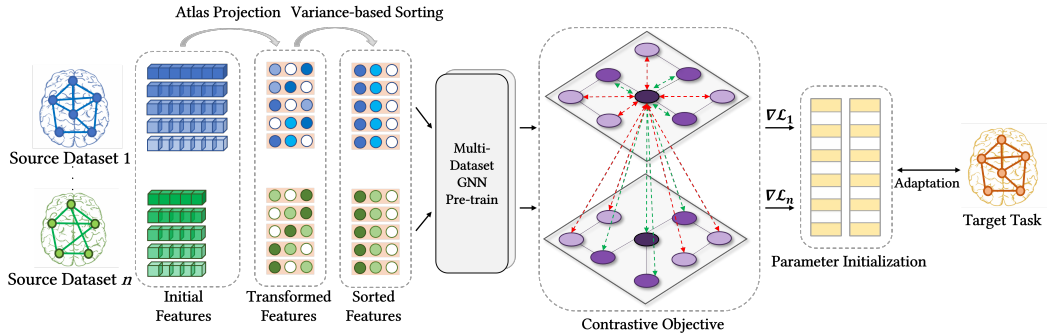 Atlas Projection
Variance-based Sorting
Source Dataset 1
Source Dataset n
Initial
Features
Transformed
Features
Sorted
Features
Multi-
Dataset
GNN
Pre-train
Contrastive Objective
∇ℒ₁
∇ℒₙ
Parameter Initialization
Adaptation
Target Task